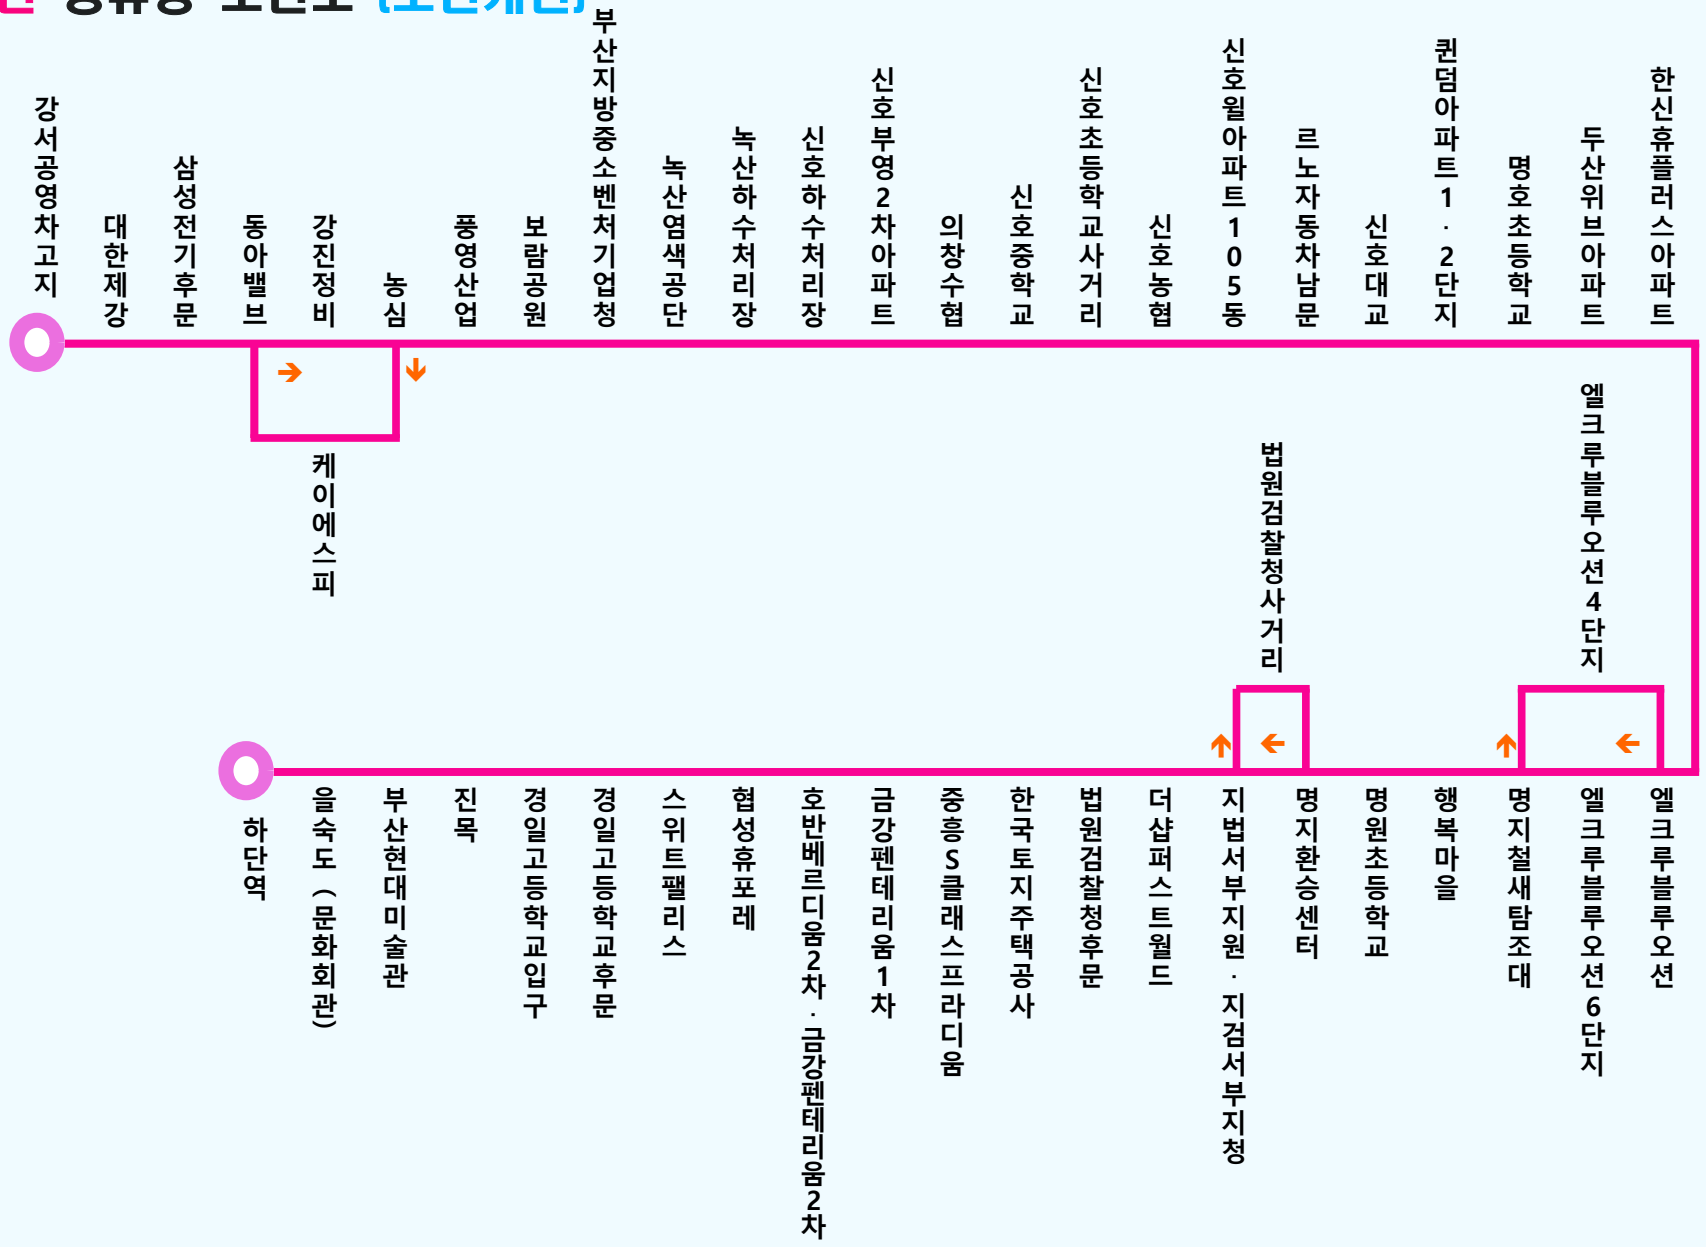 정류장 노선도 (노선개편)
강서공영차고지
대한제강
삼성전기후문
동아밸브
강진정비
농심
풍영산업
보람공원
부산지방중소벤처기업청
녹산염색공단
녹산하수처리장
신호하수처리장
신호부영2차아파트
의창수협
신호중학교
신호초등학교사거리
신호농협
신호윌아파트105동
르노자동차남문
신호대교
퀸덤아파트1·2단지
명호초등학교
두산위브아파트
한신휴플러스아파트
케이에스피
법원검찰청사거리
엘크루블루오션4단지
하단역
을숙도(문화회관)
부산현대미술관
진목
경일고등학교입구
경일고등학교후문
스위트팰리스
협성휴포레
호반베르디움2차·금강펜테리움2차
금강펜테리움1차
중흥S클래스프라디움
한국토지주택공사
법원검찰청후문
더샵퍼스트월드
지법서부지원·지검서부지청
명지환승센터
명원초등학교
행복마을
명지철새탐조대
엘크루블루오션6단지
엘크루블루오션